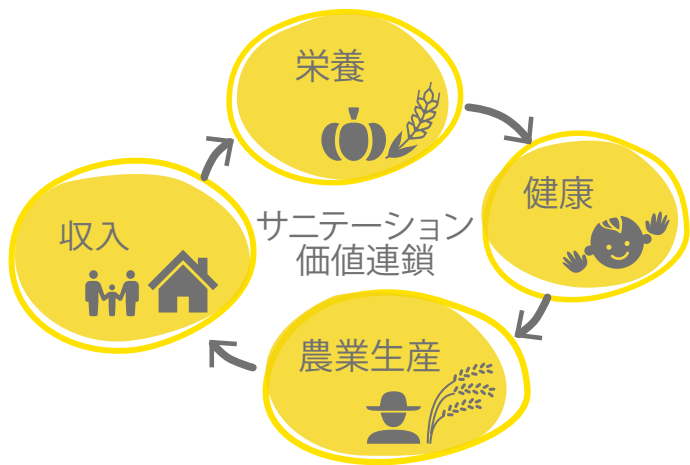 栄養
健康
収入
サニテーション
価値連鎖
農業生産